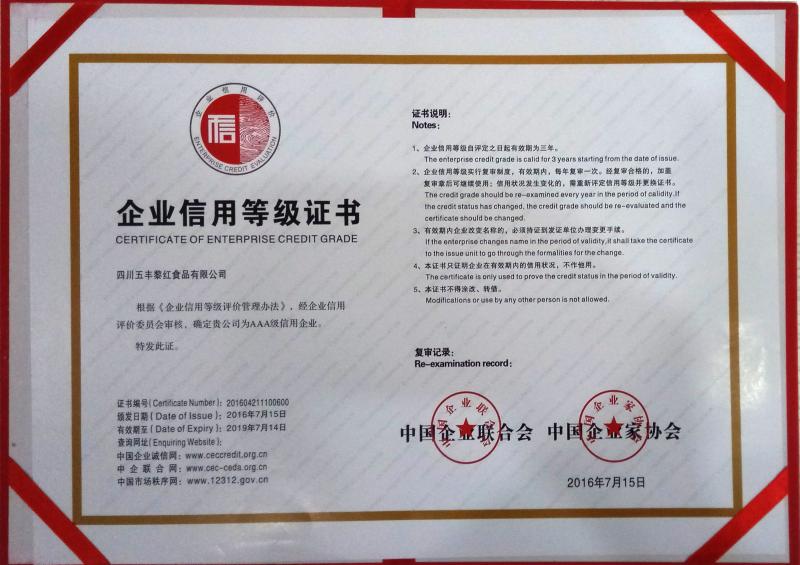 企业信用评价
信
ENTERPRISE CREDIT EVALUATION
企业信用等级证书
CERTIFICATE OF ENTERPRISE CREDIT GRADE
四川五丰黎红食品有限公司
根据《企业信用等级评价管理办法》，经企业信用
评价委员会审核，确定贵公司为AAA级信用企业。
特发此证。
证书编号(Certificate Number)：201604211100600
颁发日期(Date of Issue)：2016年7月15日
有效期至(Date of Expiry)：2019年7月14日
查询网址(Enquiring Website)：
中国企业诚信网：www.ceccredit.org.cn
中企联合网：www.cec-ceda.org.cn
中国市场秩序网：www.12312.gov.cn
证书说明：
Notes：
1、企业信用等级自评定之日起有效期为三年。
The enterprise credit grade is calid for 3 years starting from the date of issue.
2、企业信用等级实行复审制度，有效期内，每年复审一次。经复审合格的，加盖
复审章后可继续使用；信用状况发生变化的，需重新评定信用等级并更换证书。
The credit grade should be re-examined every year in the period of calidity.If
the credit status has changed, the credit grade should be re-evaluated and the
certificate should be changed.
3、有效期内企业改变名称的，必须持证到发证单位办理变更手续。
If the enterprise changes name in the period of validity,it shall take the certificate
to the issue unit to go through the formalities for the change.
4、本证书只证明企业在有效期内的信用状况，不作他用。
The certificate is only used to prove the credit status in the period of validity.
5、本证书不得涂改、转借。
Modifications or use by any other person is not allowed.
复审记录：
Re-examination record：
中国企业联合会
中国企业家协会
中国企业联合会 中国企业家协会
2016年7月15日